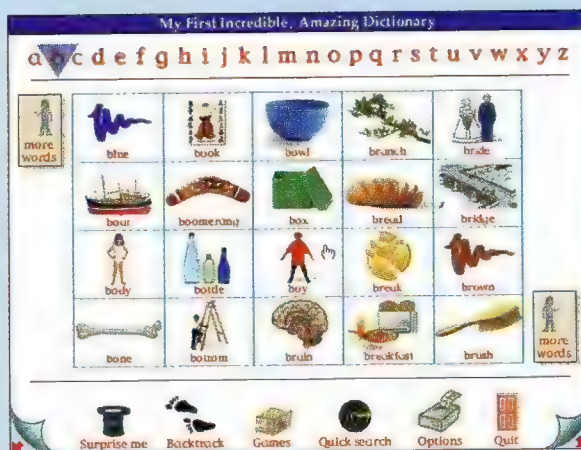 My First Incredible, Amazing Dictionary
a b c d e f g h i j k l m n o p q r s t u v w x y z
more words
blue book bowl branch bride
boat boomerang box bread bridge
body bottle boy break brown
bone bottom brain breakfast brush
more words
Surprise me Backtrack Games Quick search Options Quit